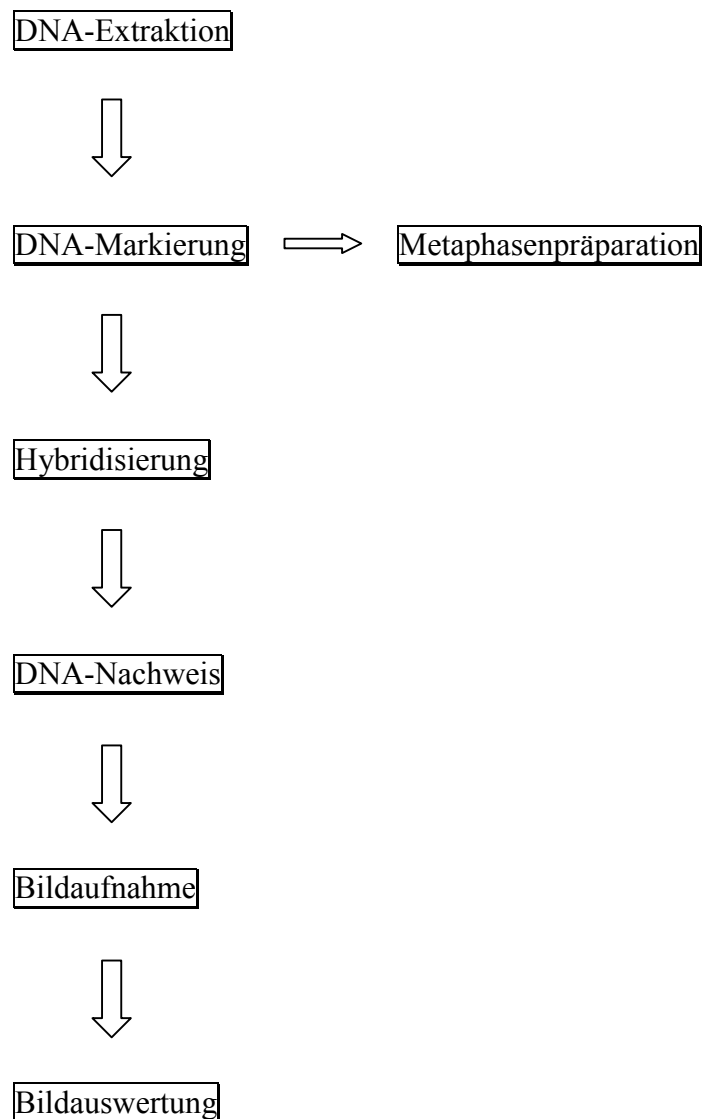 DNA-Extraktion
DNA-Markierung
Metaphasenpräparation
Hybridisierung
DNA-Nachweis
Bildaufnahme
Bildauswertung